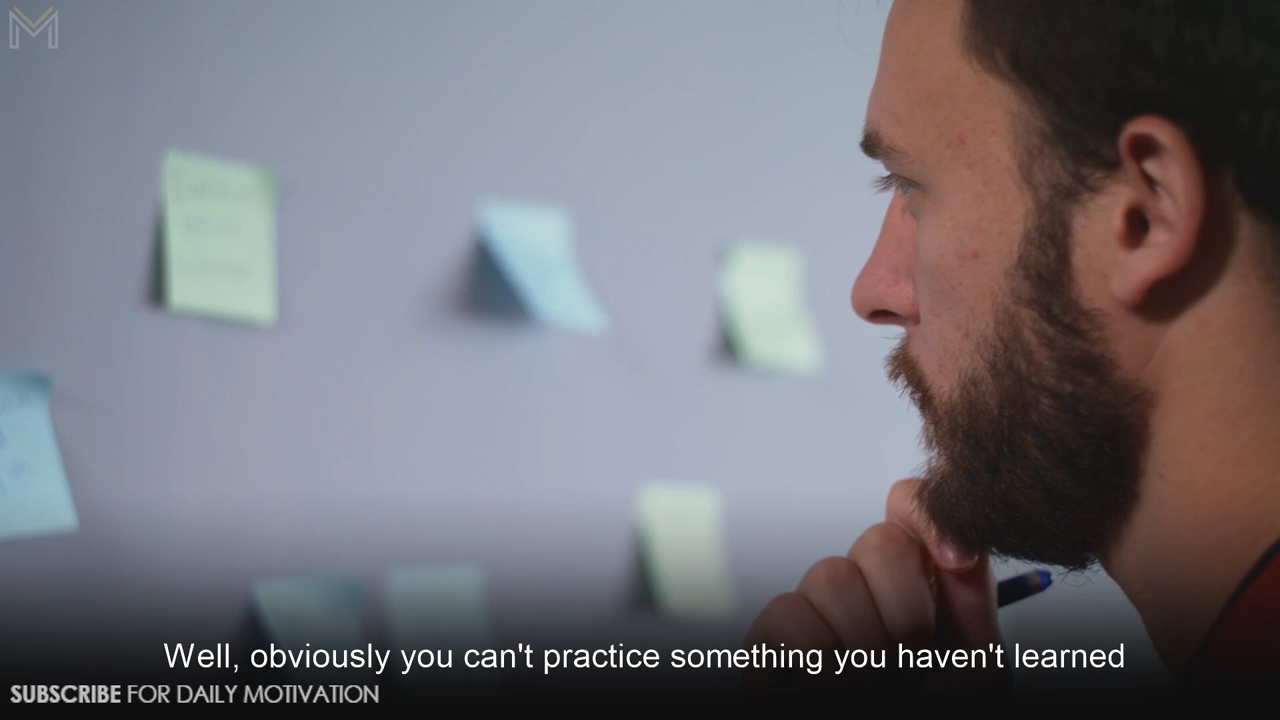 Well, obviously you can't practice something you haven't learned
SUBSCRIBE FOR DAILY MOTIVATION